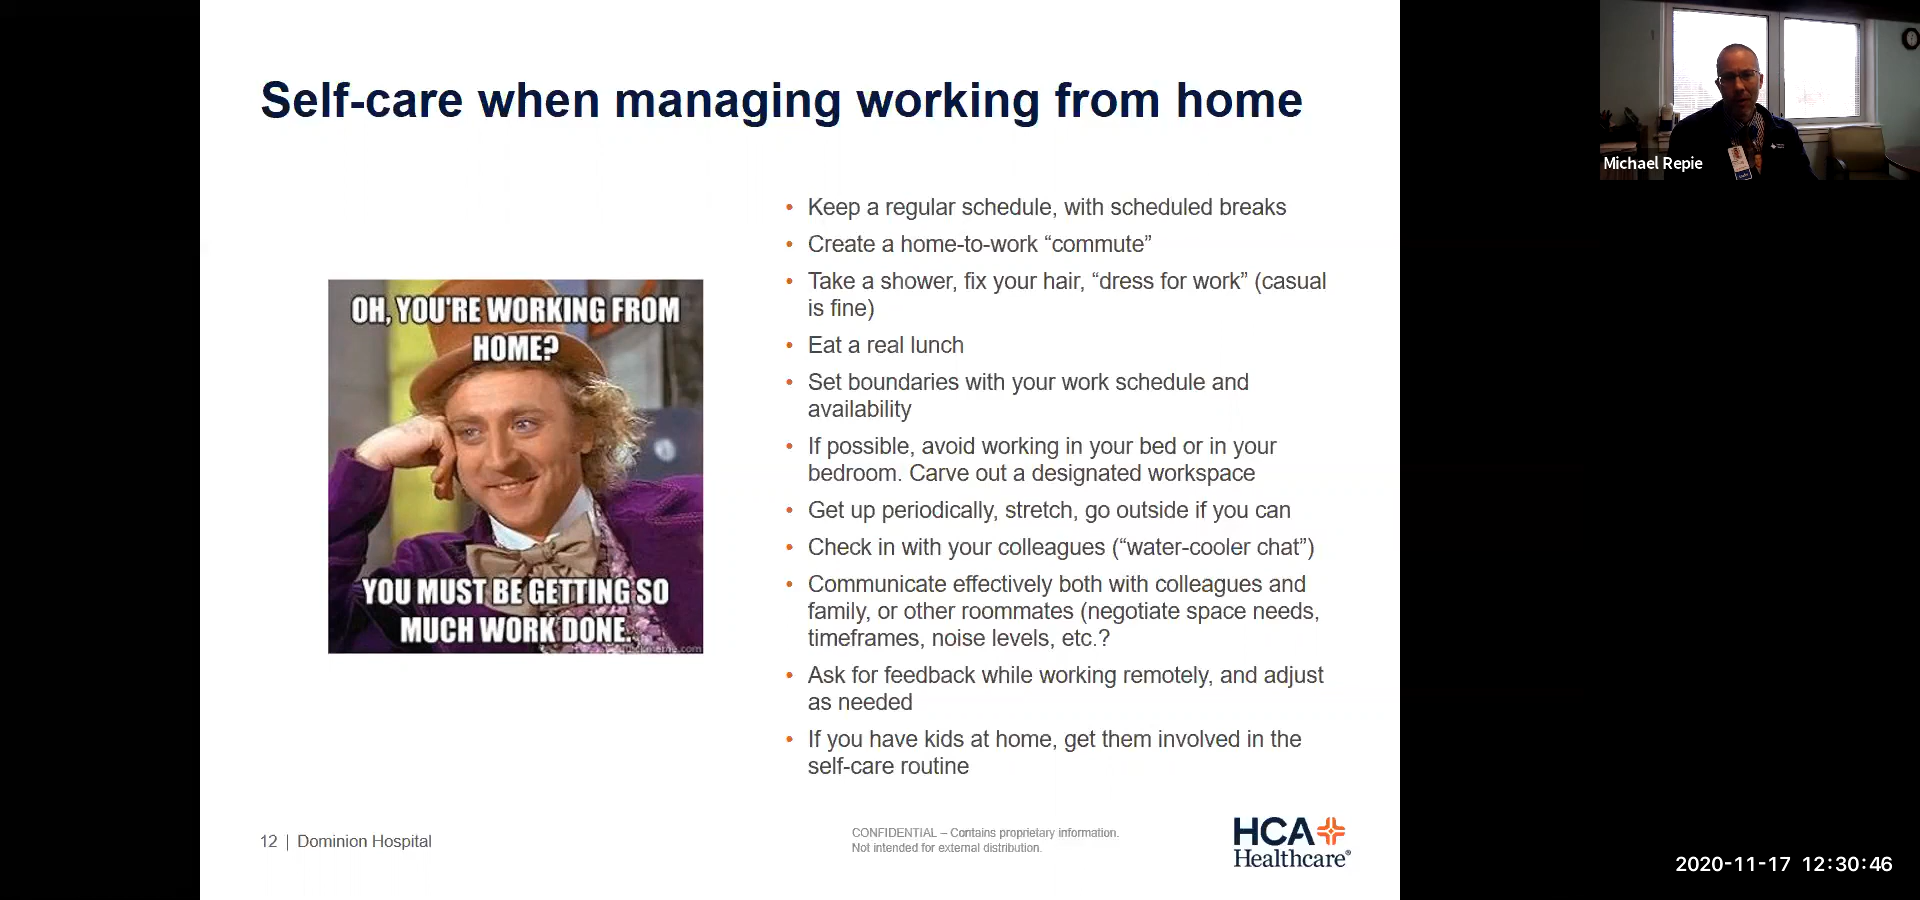 Self-care when managing working from home
OH, YOU'RE WORKING FROM
HOME?
YOU MUST BE GETTING SO
MUCH WORK DONE.
• Keep a regular schedule, with scheduled breaks
• Create a home-to-work “commute”
• Take a shower, fix your hair, “dress for work” (casual
is fine)
• Eat a real lunch
• Set boundaries with your work schedule and
availability
• If possible, avoid working in your bed or in your
bedroom. Carve out a designated workspace
• Get up periodically, stretch, go outside if you can
• Check in with your colleagues (“water-cooler chat”)
• Communicate effectively both with colleagues and
family, or other roommates (negotiate space needs,
timeframes, noise levels, etc.?
• Ask for feedback while working remotely, and adjust
as needed
• If you have kids at home, get them involved in the
self-care routine
12 | Dominion Hospital
CONFIDENTIAL – Contains proprietary information.
Not intended for external distribution.
HCA
Healthcare®
Michael Repie
2020-11-17 12:30:46